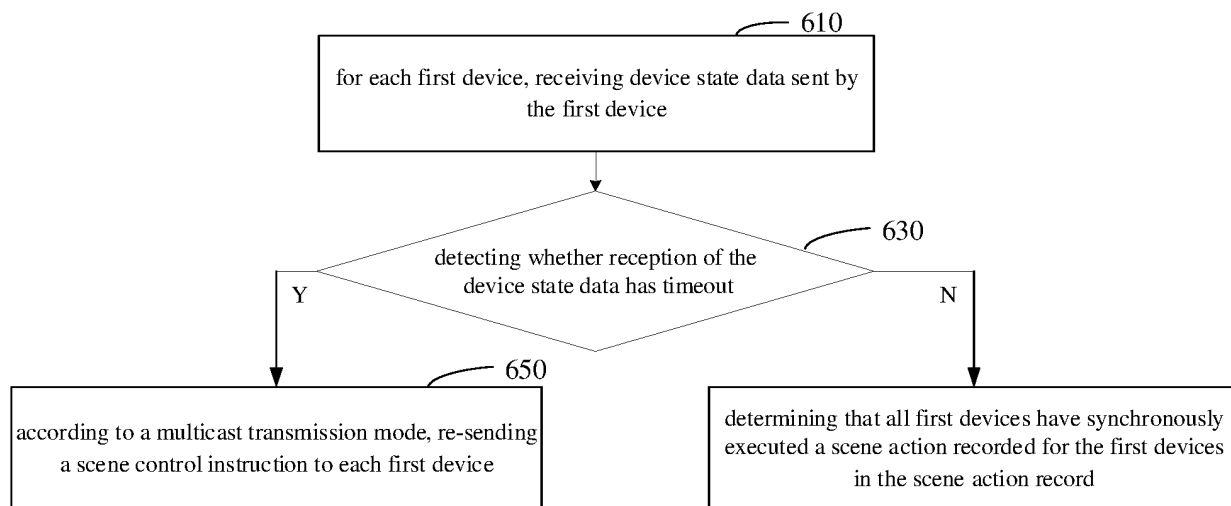 610
for each first device, receiving device state data sent by
the first device
630
detecting whether reception of the
device state data has timeout
Y
N
650
according to a multicast transmission mode, re-sending
a scene control instruction to each first device
determining that all first devices have synchronously
executed a scene action recorded for the first devices
in the scene action record